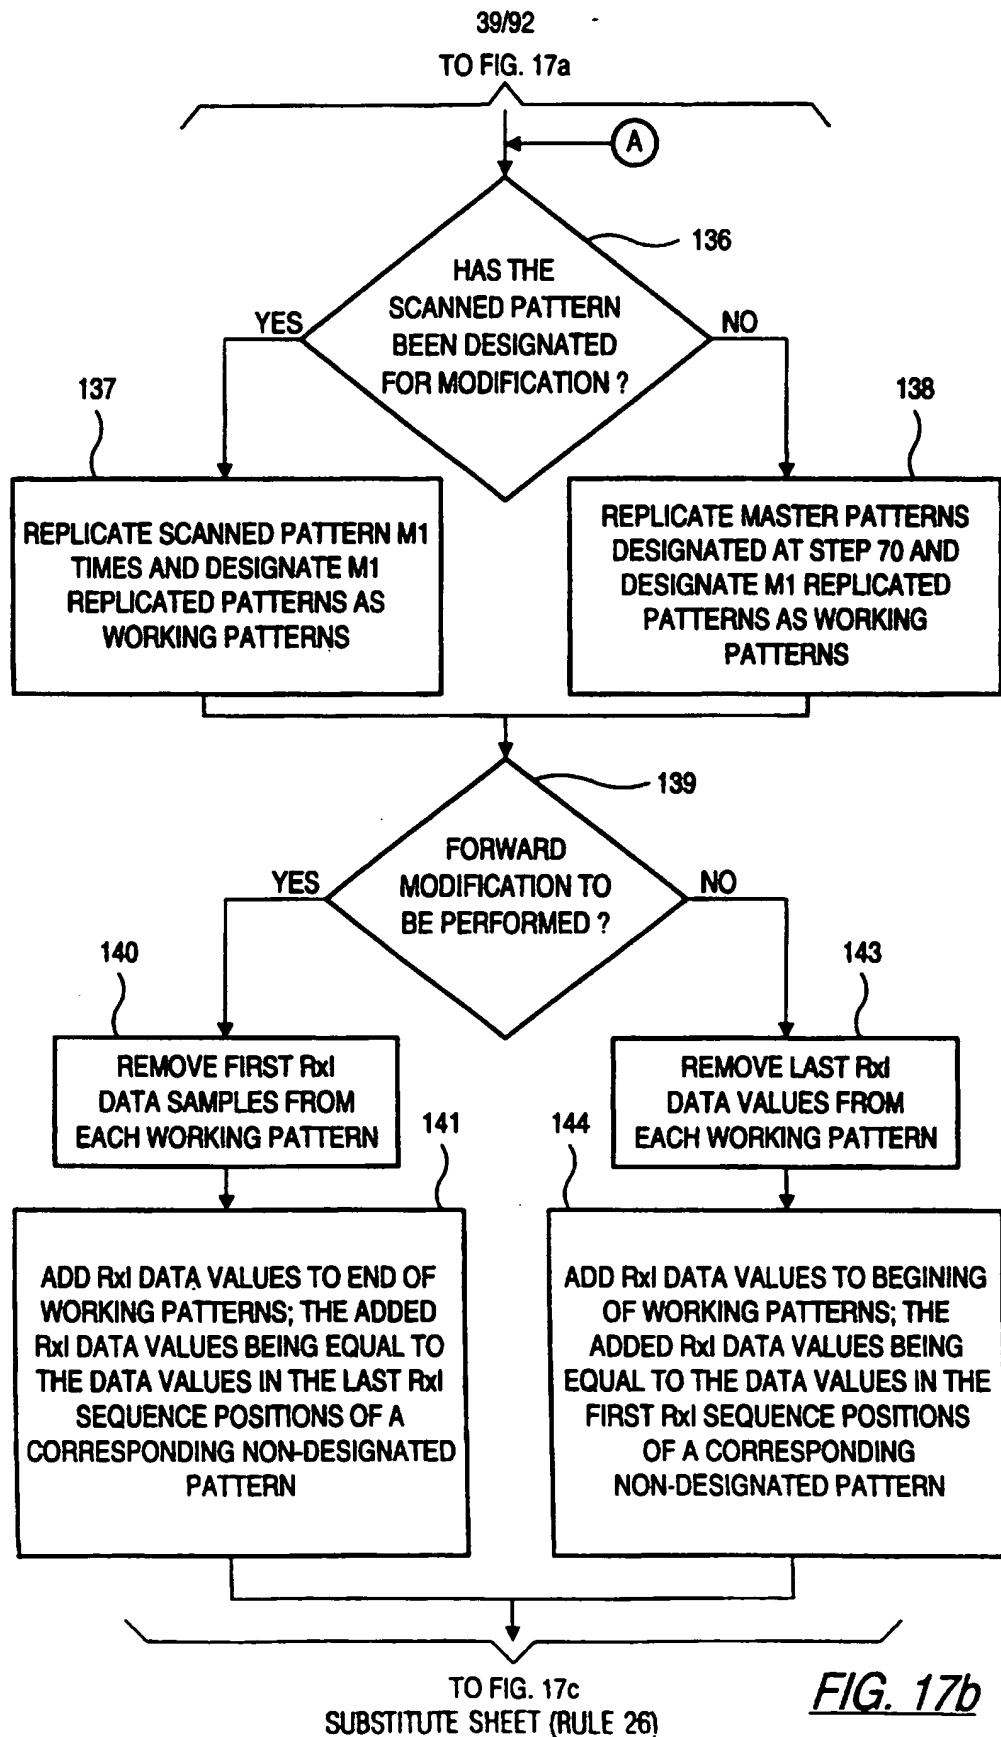 39/92
TO FIG. 17a
A
136
HAS THE
SCANNED PATTERN
BEEN DESIGNATED
FOR MODIFICATION ?
YES
NO
137
138
REPLICATE SCANNED PATTERN M1
TIMES AND DESIGNATE M1
REPLICATED PATTERNS AS
WORKING PATTERNS
REPLICATE MASTER PATTERNS
DESIGNATED AT STEP 70 AND
DESIGNATE M1 REPLICATED
PATTERNS AS WORKING
PATTERNS
139
FORWARD
MODIFICATION TO
BE PERFORMED ?
YES
NO
140
143
REMOVE FIRST RxI
DATA SAMPLES FROM
EACH WORKING PATTERN
REMOVE LAST RxI
DATA VALUES FROM
EACH WORKING PATTERN
141
144
ADD RxI DATA VALUES TO END OF
WORKING PATTERNS; THE ADDED
RxI DATA VALUES BEING EQUAL TO
THE DATA VALUES IN THE LAST RxI
SEQUENCE POSITIONS OF A
CORRESPONDING NON-DESIGNATED
PATTERN
ADD RxI DATA VALUES TO BEGINING
OF WORKING PATTERNS; THE
ADDED RxI DATA VALUES BEING
EQUAL TO THE DATA VALUES IN THE
FIRST RxI SEQUENCE POSITIONS
OF A CORRESPONDING
NON-DESIGNATED PATTERN
TO FIG. 17c
SUBSTITUTE SHEET (RULE 26)
FIG. 17b